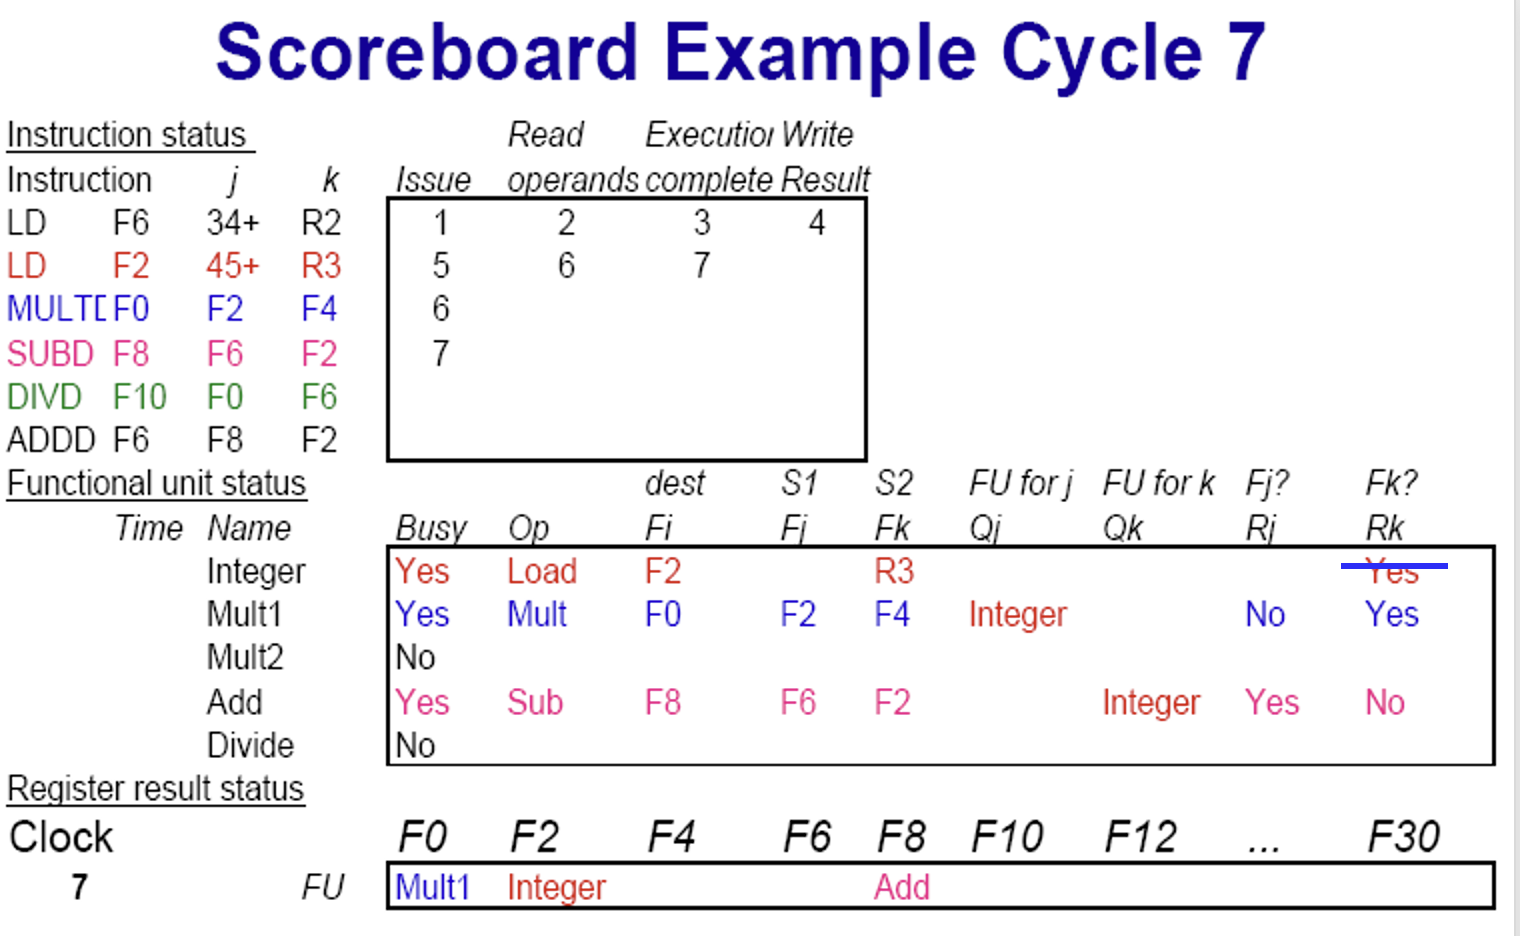 Scoreboard Example Cycle 7
Instruction status Read Execution Write
Instruction j k Issue operands complete Result
LD F6 34+ R2 1 2 3 4
LD F2 45+ R3 5 6 7
MULTD F0 F2 F4 6
SUBD F8 F6 F2 7
DIVD F10 F0 F6
ADDD F6 F8 F2
Functional unit status dest S1 S2 FU for j FU for k Fj? Fk?
Time Name Busy Op Fi Fj Fk Qj Qk Rj Rk
Integer Yes Load F2 R3 Yes
Mult1 Yes Mult F0 F2 F4 Integer No Yes
Mult2 No
Add Yes Sub F8 F6 F2 Integer Yes No
Divide No
Register result status
Clock F0 F2 F4 F6 F8 F10 F12 ... F30
7 FU Mult1 Integer Add